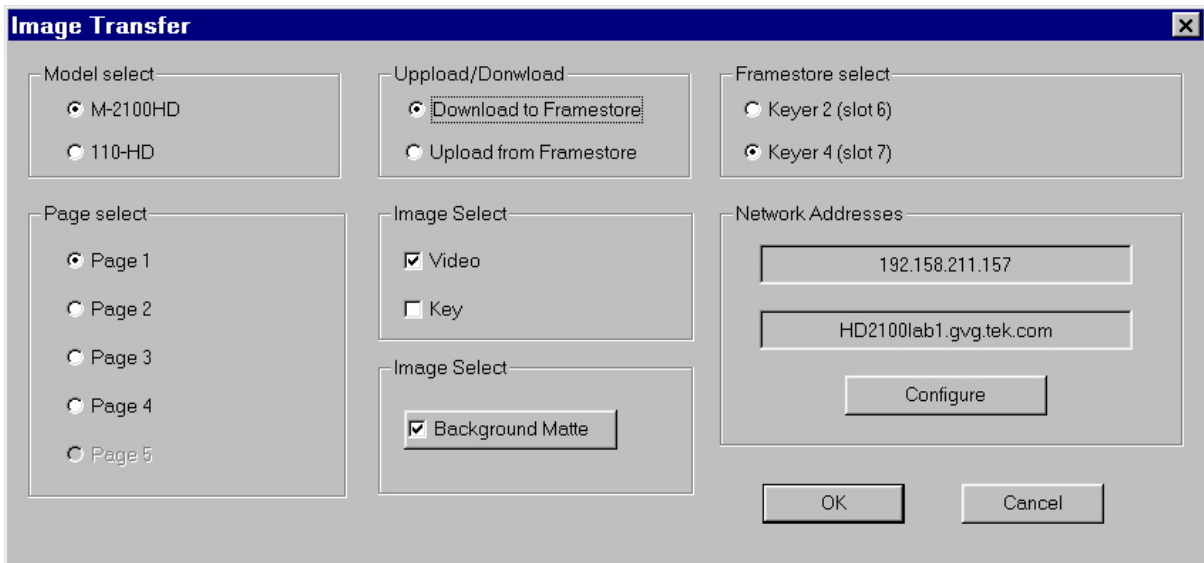 Image Transfer
Model select
M-2100HD
110-HD
Uppload/Donwload
Download to Framestore
Upload from Framestore
Framestore select
Keyer 2 (slot 6)
Keyer 4 (slot 7)
Page select
Page 1
Page 2
Page 3
Page 4
Page 5
Image Select
Video
Key
Image Select
Background Matte
Network Addresses
192.158.211.157
HD2100lab1.gvg.tek.com
Configure
OK
Cancel